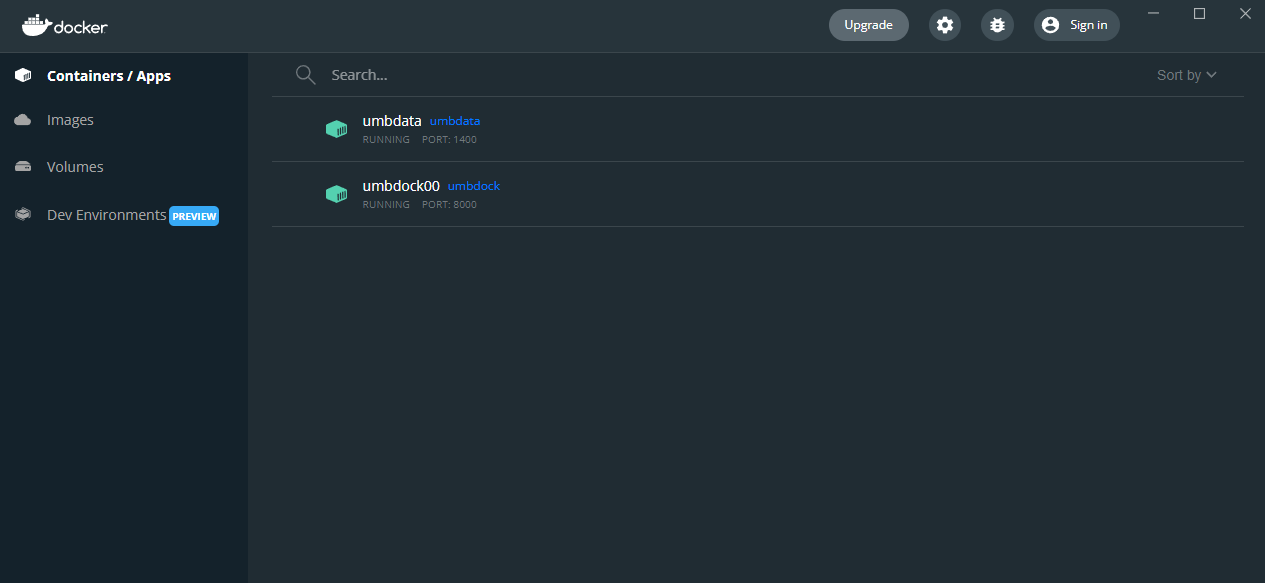 docker
Upgrade
Sign in
Containers / Apps
Images
Volumes
Dev Environments PREVIEW
Search...
Sort by
umbdata umbdata
RUNNING PORT: 1400
umbdock00 umbdock
RUNNING PORT: 8000